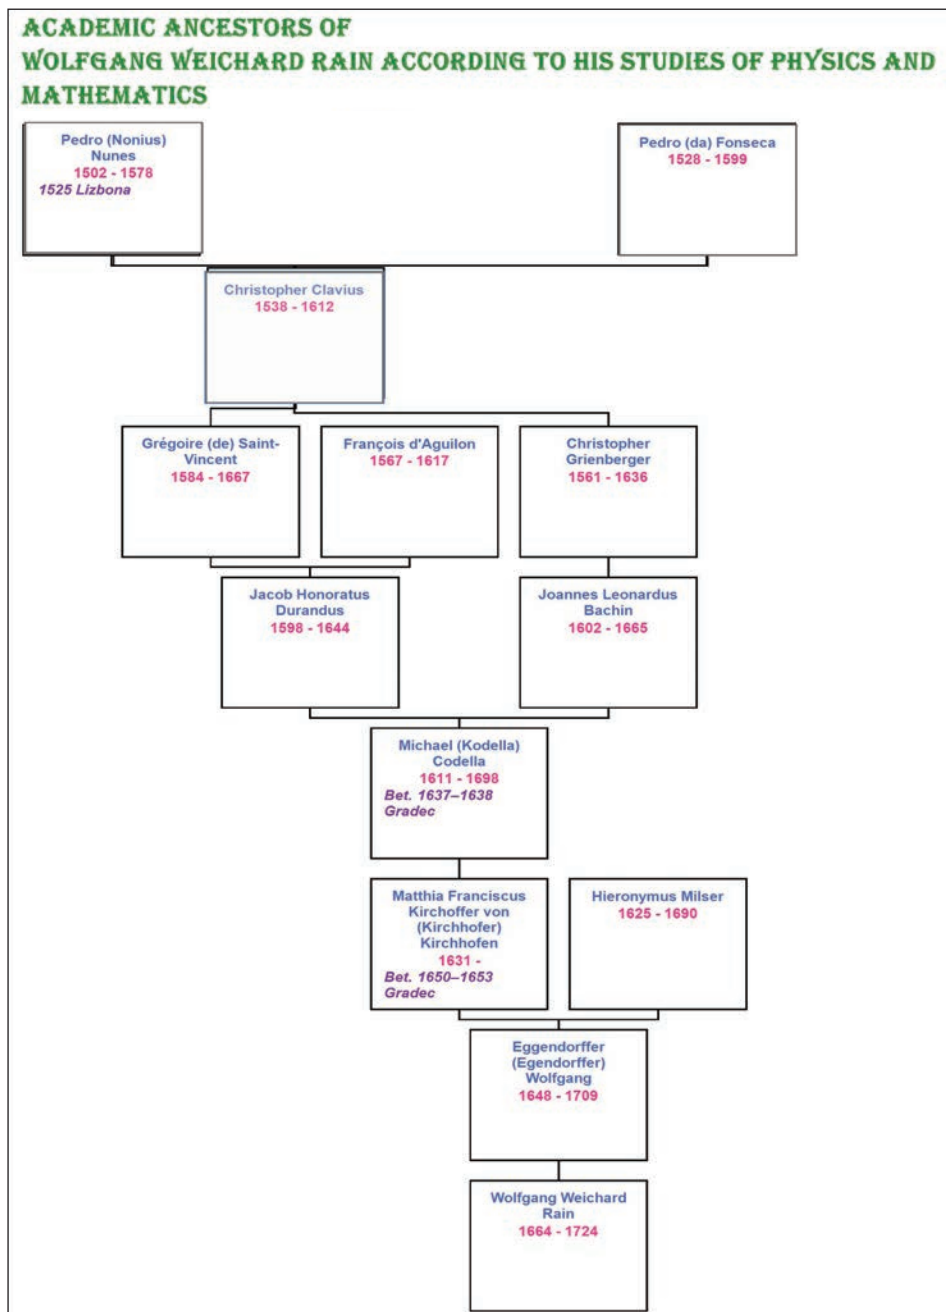 ACADEMIC ANCESTORS OF
WOLFGANG WEICHARD RAIN ACCORDING TO HIS STUDIES OF PHYSICS AND
MATHEMATICS
Pedro (Nonius)
Nunes
1502 - 1578
1525 Lizbona
Pedro (da) Fonseca
1528 - 1599
Christopher Clavius
1538 - 1612
Grégoire (de) Saint-
Vincent
1584 - 1667
François d'Aguilon
1567 - 1617
Christopher
Grienberger
1561 - 1636
Jacob Honoratus
Durandus
1598 - 1644
Joannes Leonardus
Bachin
1602 - 1665
Michael (Kodella)
Codella
1611 - 1698
Bet. 1637–1638
Gradec
Matthia Franciscus
Kirchoffer von
(Kirchhofer)
Kirchhofen
1631 -
Bet. 1650–1653
Gradec
Hieronymus Milser
1625 - 1690
Eggendorffer
(Egendorffer)
Wolfgang
1648 - 1709
Wolfgang Weichard
Rain
1664 - 1724